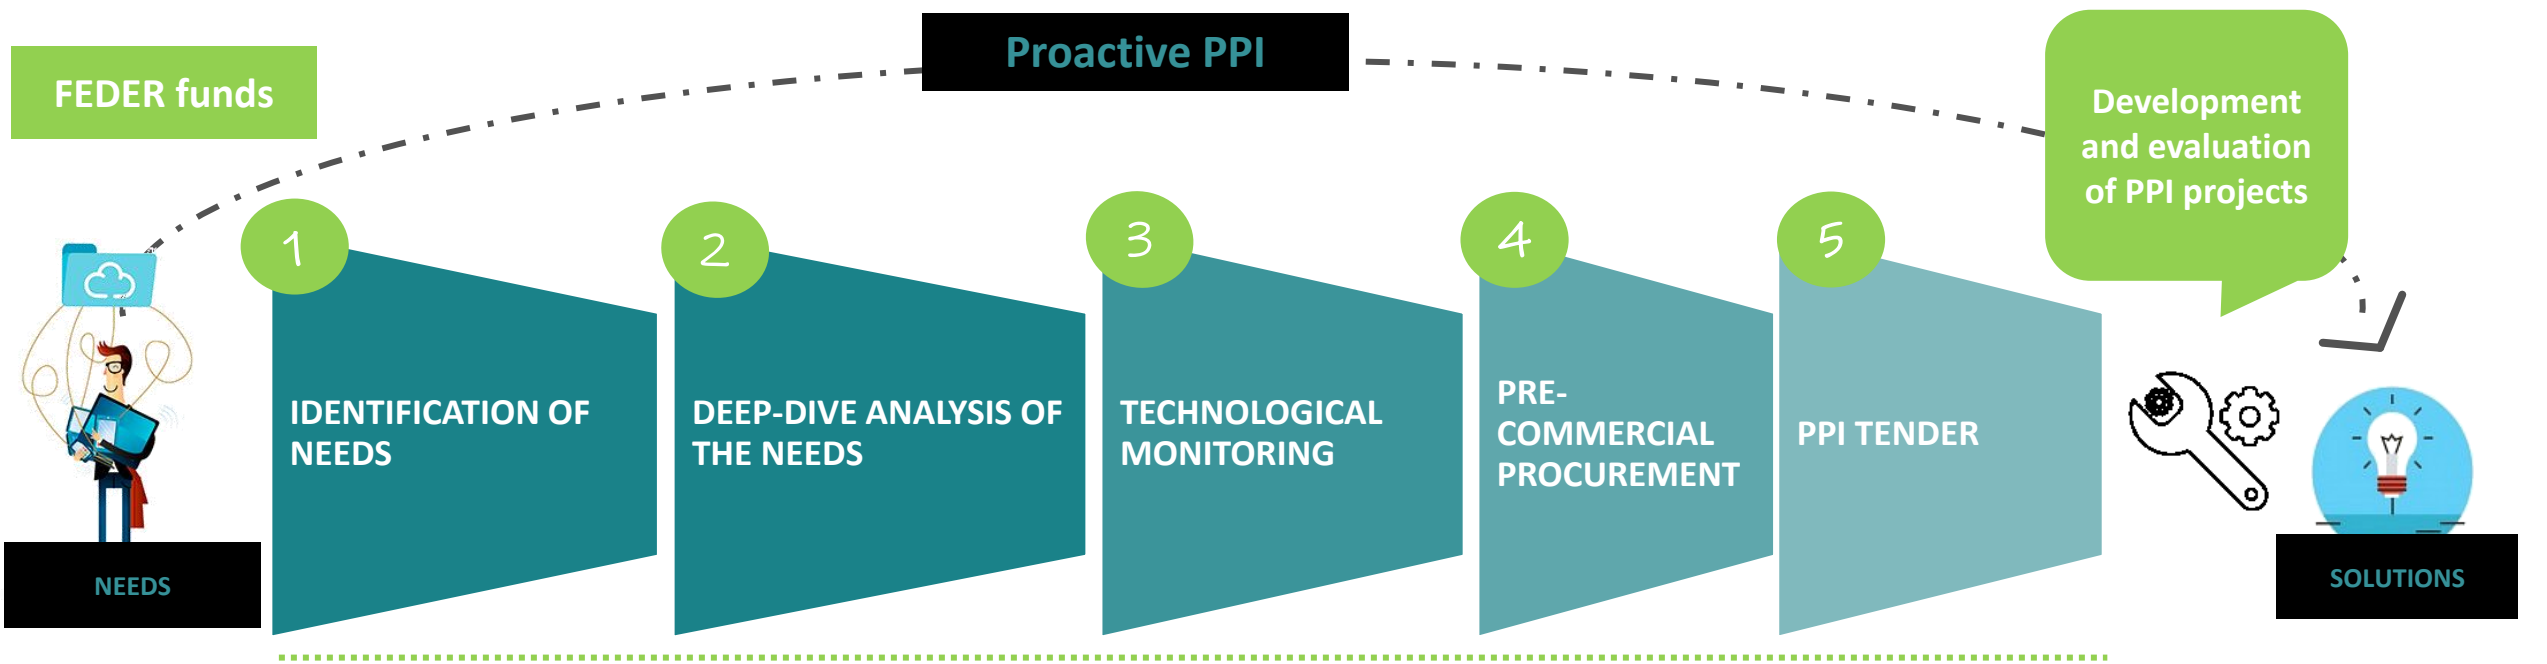 Proactive PPI
FEDER funds
Development
and evaluation
of PPI projects
1
2
3
4
5
IDENTIFICATION OF
NEEDS
DEEP-DIVE ANALYSIS OF
THE NEEDS
TECHNOLOGICAL
MONITORING
PRE-
COMMERCIAL
PROCUREMENT
PPI TENDER
NEEDS
SOLUTIONS